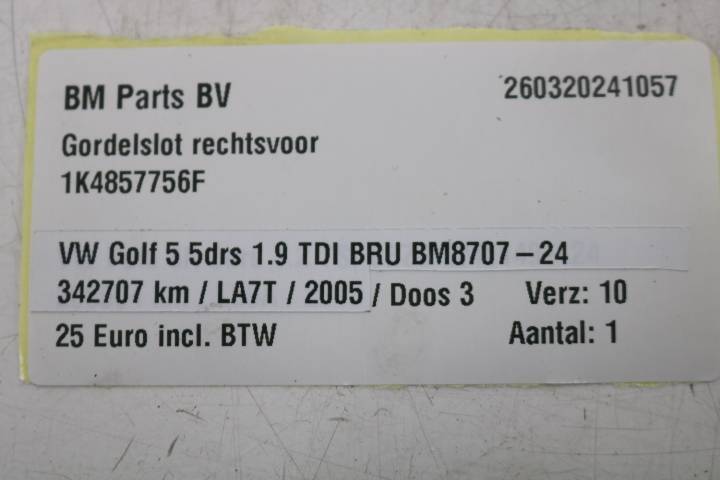 BM Parts BV 260320241057
Gordelslot rechtsvoor
1K4857756F
VW Golf 5 5drs 1.9 TDI BRU BM8707-24
342707 km / LA7T / 2005 / Doos 3 Verz: 10
25 Euro incl. BTW Aantal: 1